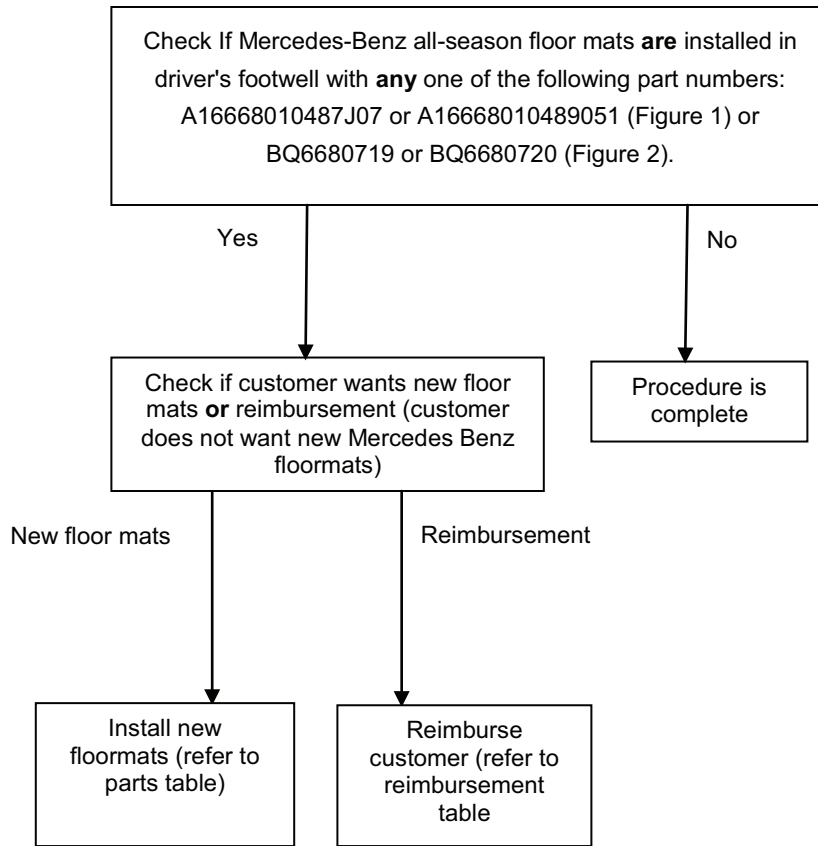 Check If Mercedes-Benz all-season floor mats are installed in
driver's footwell with any one of the following part numbers:
A16668010487J07 or A16668010489051 (Figure 1) or
BQ6680719 or BQ6680720 (Figure 2).
Yes
No
Check if customer wants new floor
mats or reimbursement (customer
does not want new Mercedes Benz
floormats)
Procedure is
complete
New floor mats
Reimbursement
Install new
floormats (refer to
parts table)
Reimburse
customer (refer to
reimbursement
table